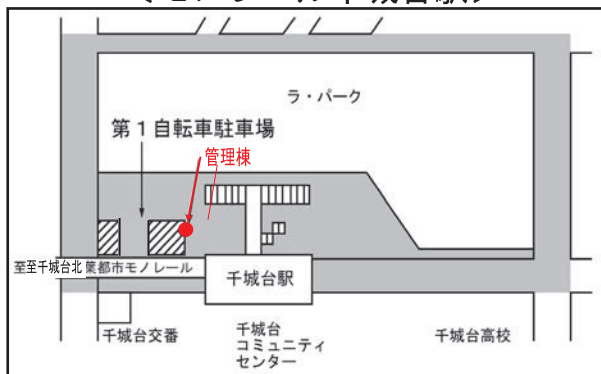 ラ・パーク
第１自転車駐車場
管理棟
至至千城台北
葉都市モノレール
千城台駅
千城台交番
千城台
コミュニティ
センター
千城台高校